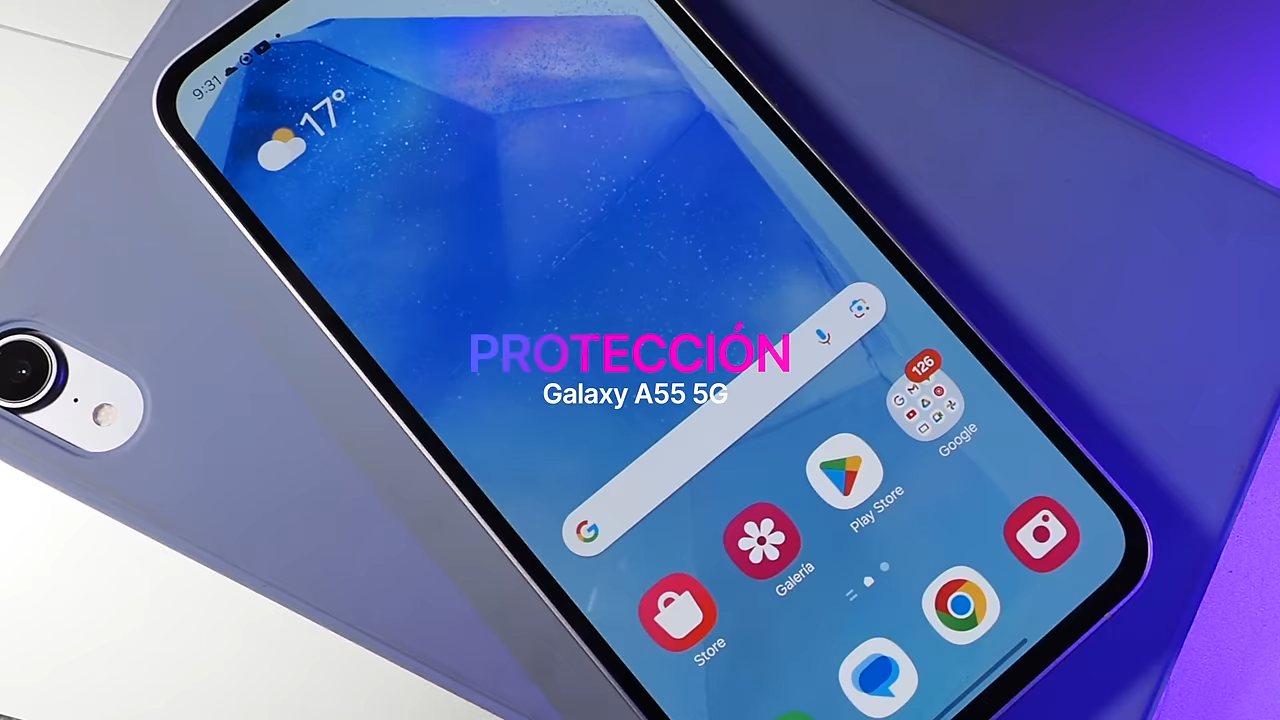 9:31
17°
PROTECCIÓN
Galaxy A55 5G
126
Google
Play Store
Galería
Store